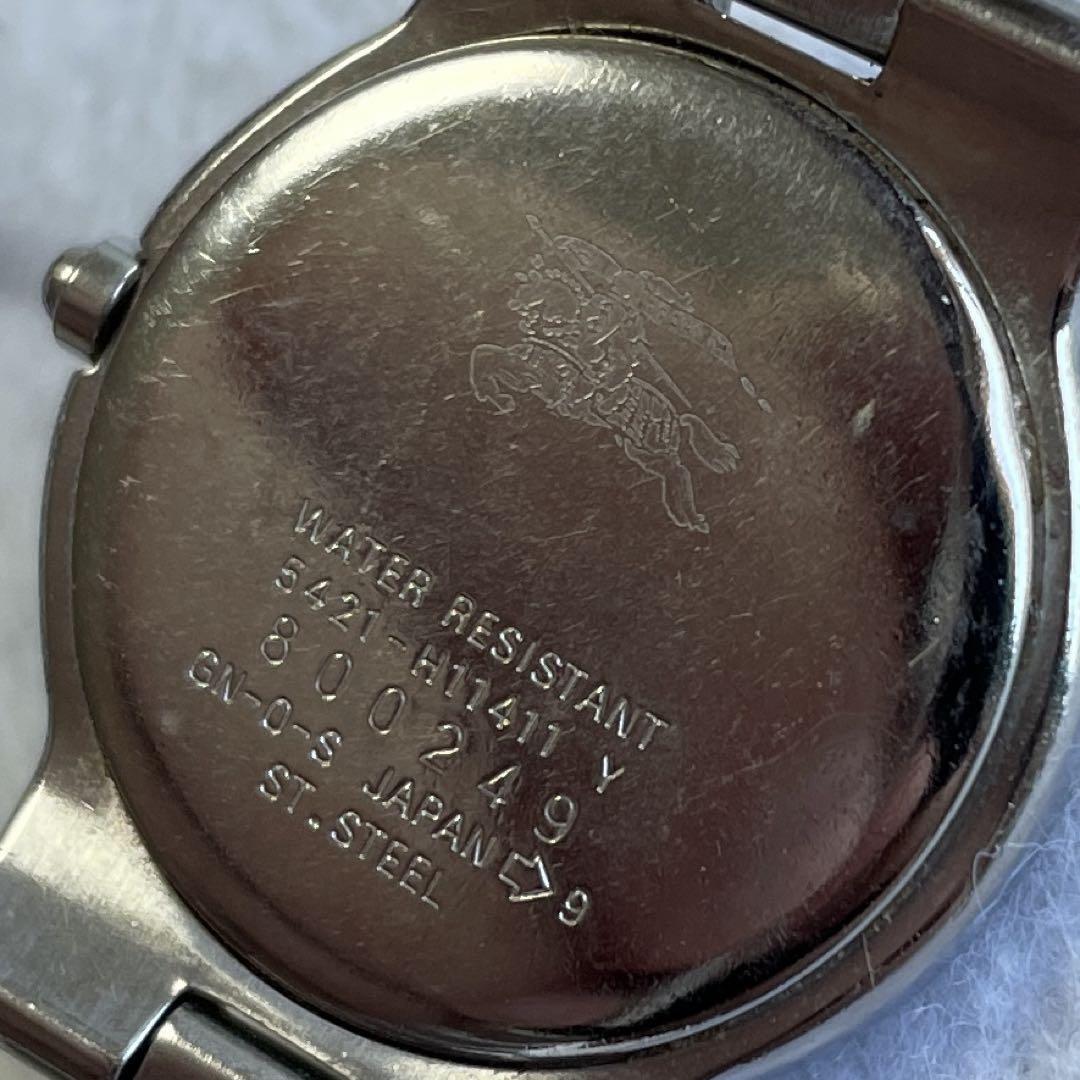 WATER RESISTANT
5421-H11411 Y
800249
GN-0-S JAPAN⇨9
ST.STEEL